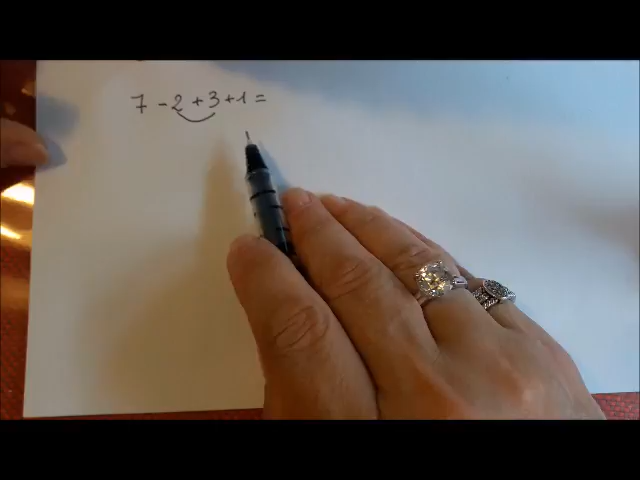 7 - 2 + 3 + 1 =